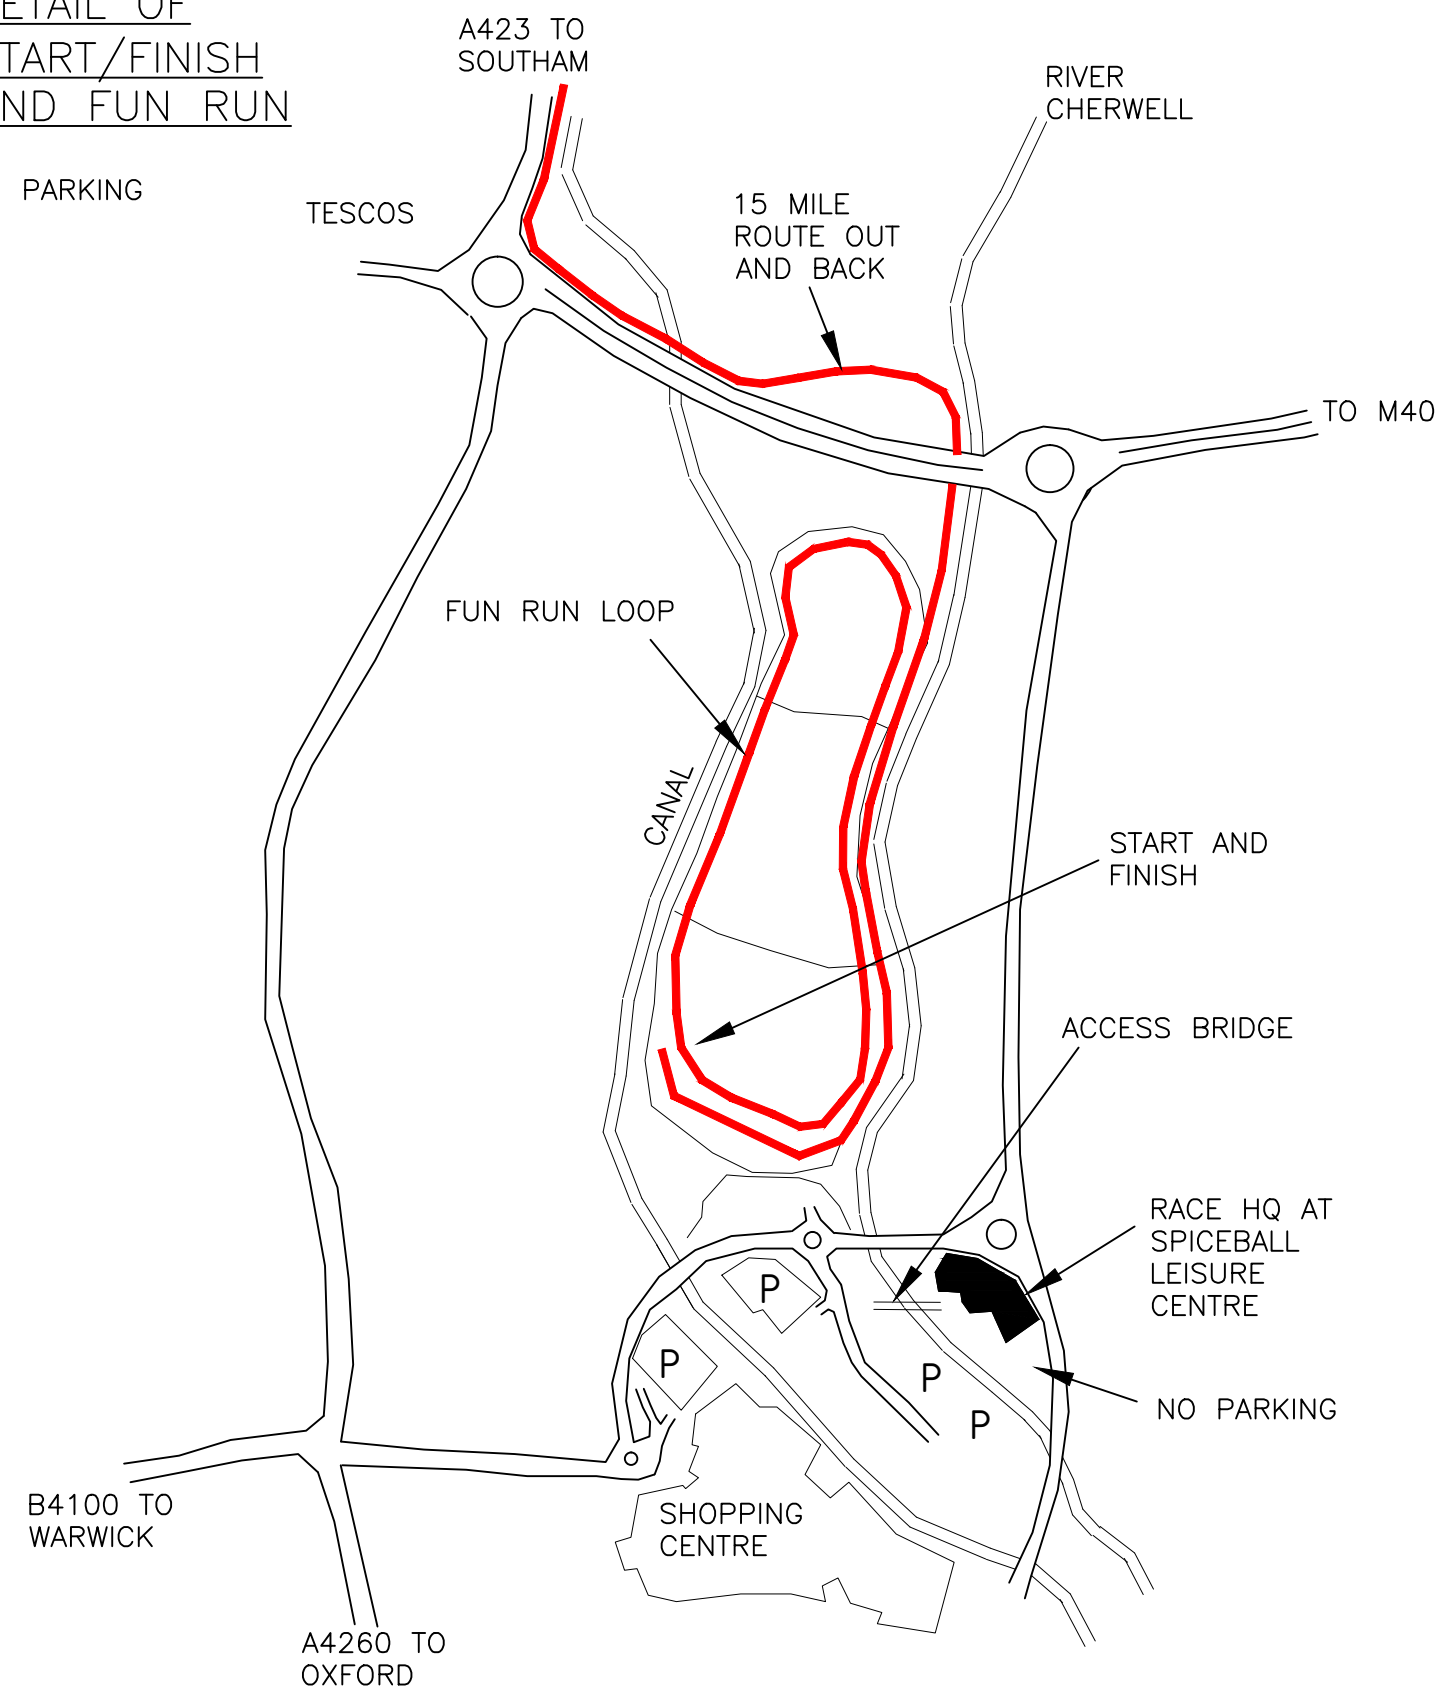 ETAIL OF
TART/FINISH
ND FUN RUN
PARKING
A423 TO
SOUTHAM
TESCOS
RIVER
CHERWELL
15 MILE
ROUTE OUT
AND BACK
TO M40
FUN RUN LOOP
CANAL
START AND
FINISH
ACCESS BRIDGE
RACE HQ AT
SPICEBALL
LEISURE
CENTRE
P
P
P
P
NO PARKING
B4100 TO
WARWICK
SHOPPING
CENTRE
A4260 TO
OXFORD